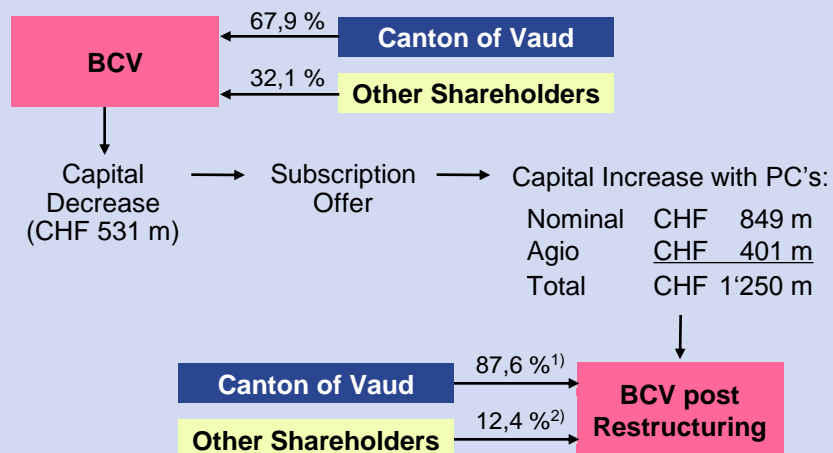 67,9 %
Canton of Vaud
BCV
32,1 %
Other Shareholders
Capital
Decrease
(CHF 531 m)
Subscription
Offer
Capital Increase with PC's:
Nominal CHF 849 m
Agio CHF 401 m
Total CHF 1‘250 m
Canton of Vaud
87,6 %1)
BCV post
Restructuring
Other Shareholders
12,4 %2)